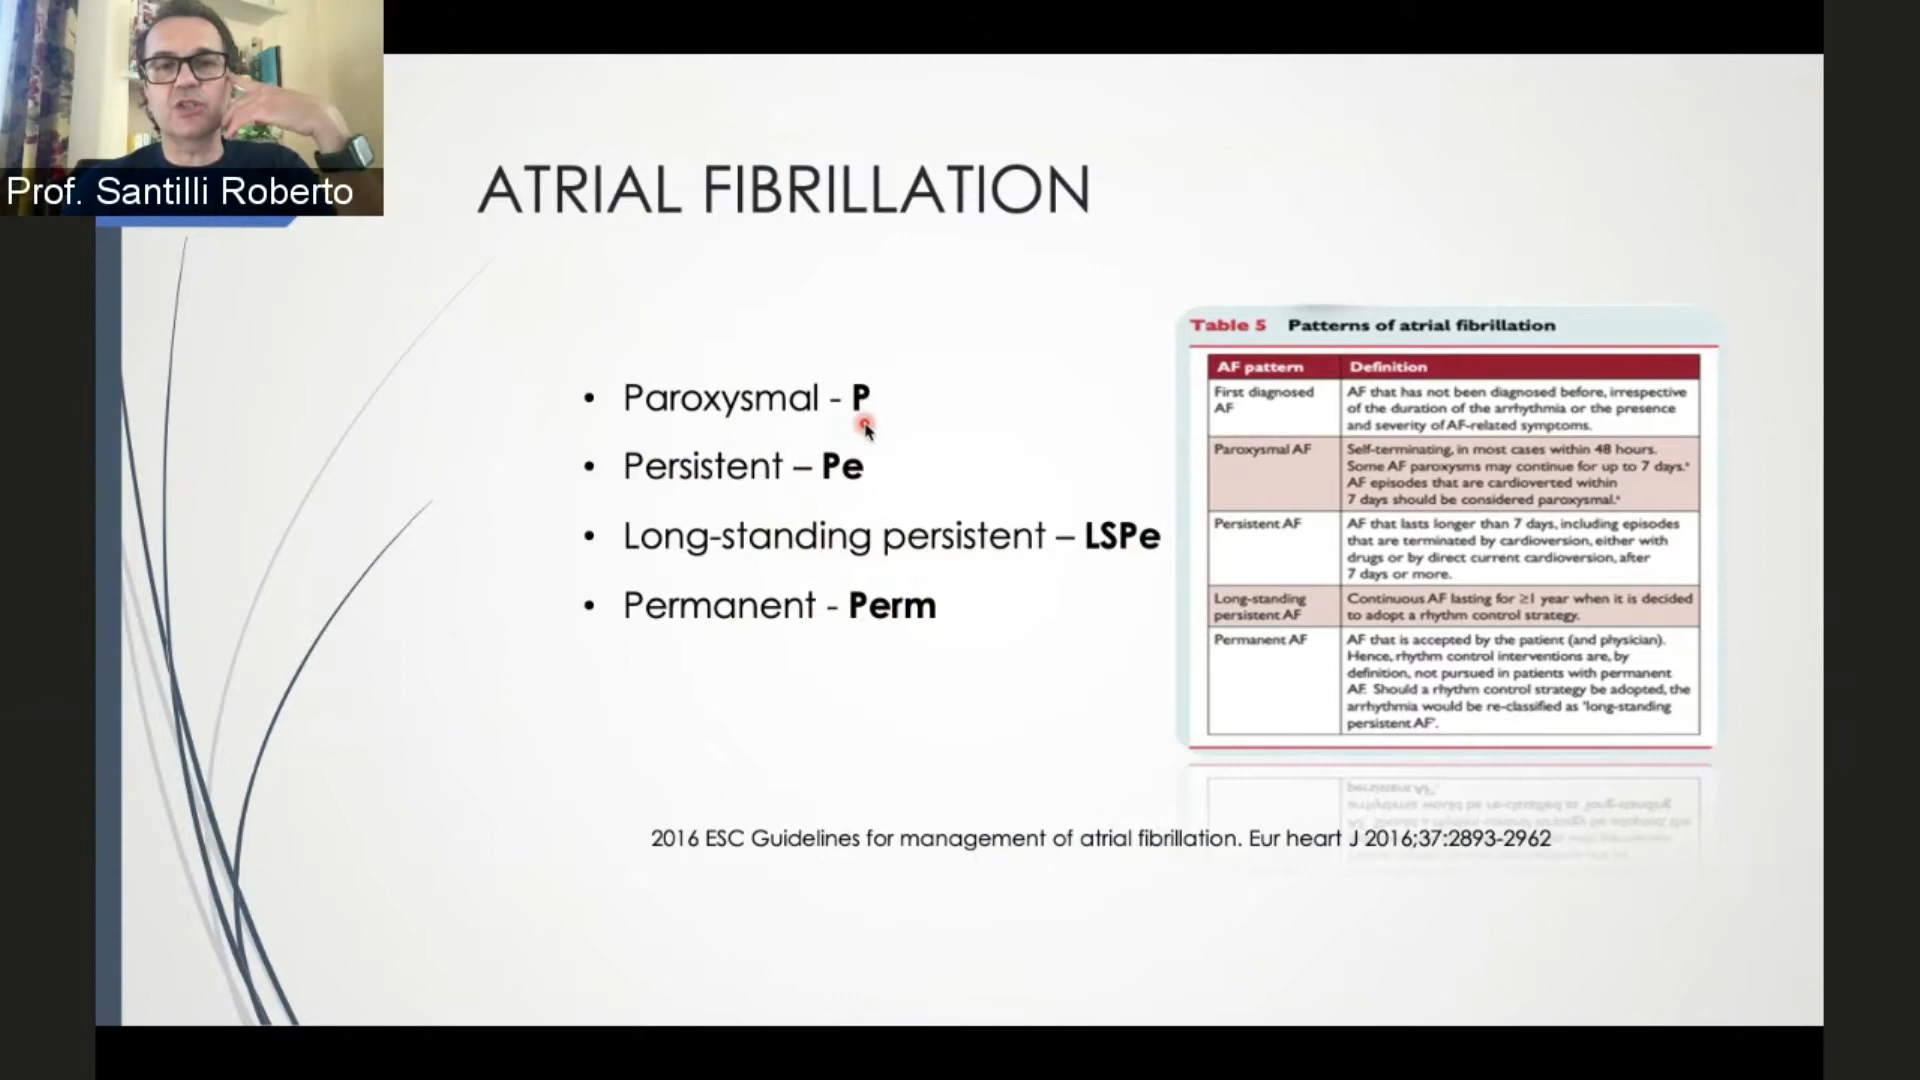 Prof. Santilli Roberto
ATRIAL FIBRILLATION
• Paroxysmal - P
• Persistent – Pe
• Long-standing persistent – LSPe
• Permanent - Perm
Table 5 Patterns of atrial fibrillation
AF pattern
Definition
First diagnosed
AF
AF that has not been diagnosed before, irrespective
of the duration of the arrhythmia or the presence
and severity of AF-related symptoms.
Paroxysmal AF
Self-terminating, in most cases within 48 hours.
Some AF paroxysms may continue for up to 7 days.ᵃ
AF episodes that are cardioverted within
7 days should be considered paroxysmal.ᵃ
Persistent AF
AF that lasts longer than 7 days, including episodes
that are terminated by cardioversion, either with
drugs or by direct current cardioversion, after
7 days or more.
Long-standing
persistent AF
Continuous AF lasting for ≥1 year when it is decided
to adopt a rhythm control strategy.
Permanent AF
AF that is accepted by the patient (and physician).
Hence, rhythm control interventions are, by
definition, not pursued in patients with permanent
AF. Should a rhythm control strategy be adopted, the
arrhythmia would be re-classified as 'long-standing
persistent AF'.
2016 ESC Guidelines for management of atrial fibrillation. Eur heart J 2016;37:2893-2962